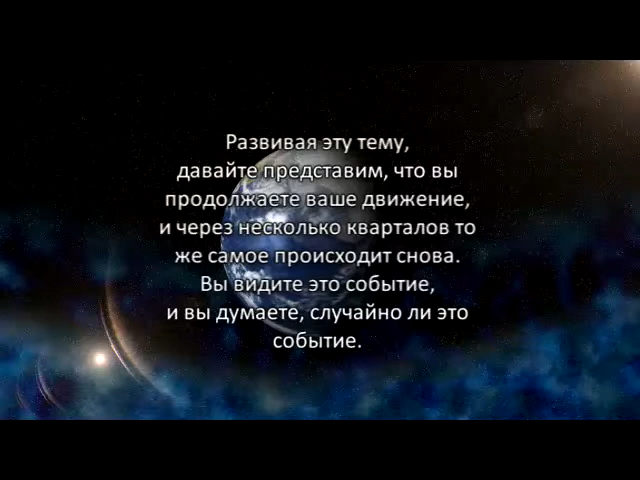 Развивая эту тему,
давайте представим, что вы
продолжаете ваше движение,
и через несколько кварталов то
же самое происходит снова.
Вы видите это событие,
и вы думаете, случайно ли это
событие.